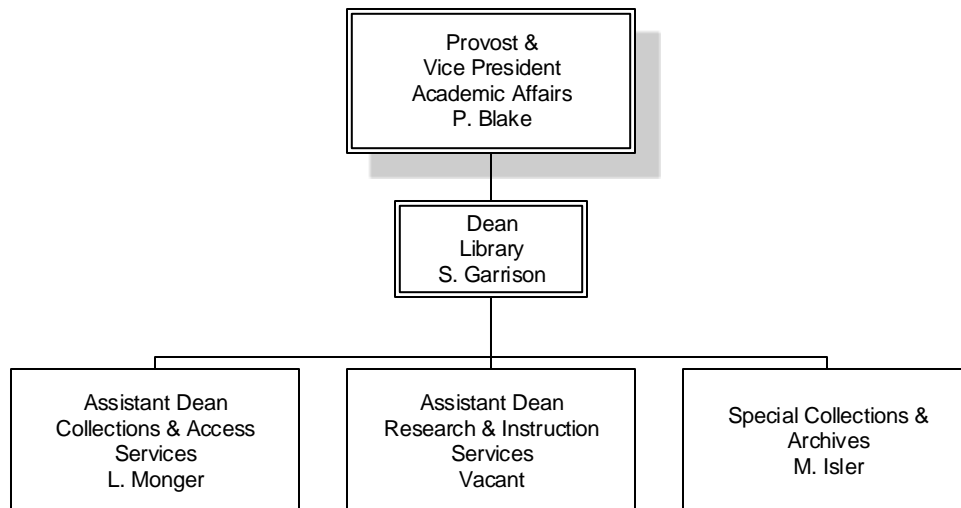 Provost &
Vice President
Academic Affairs
P. Blake
Dean
Library
S. Garrison
Assistant Dean
Collections & Access
Services
L. Monger
Assistant Dean
Research & Instruction
Services
Vacant
Special Collections &
Archives
M. Isler